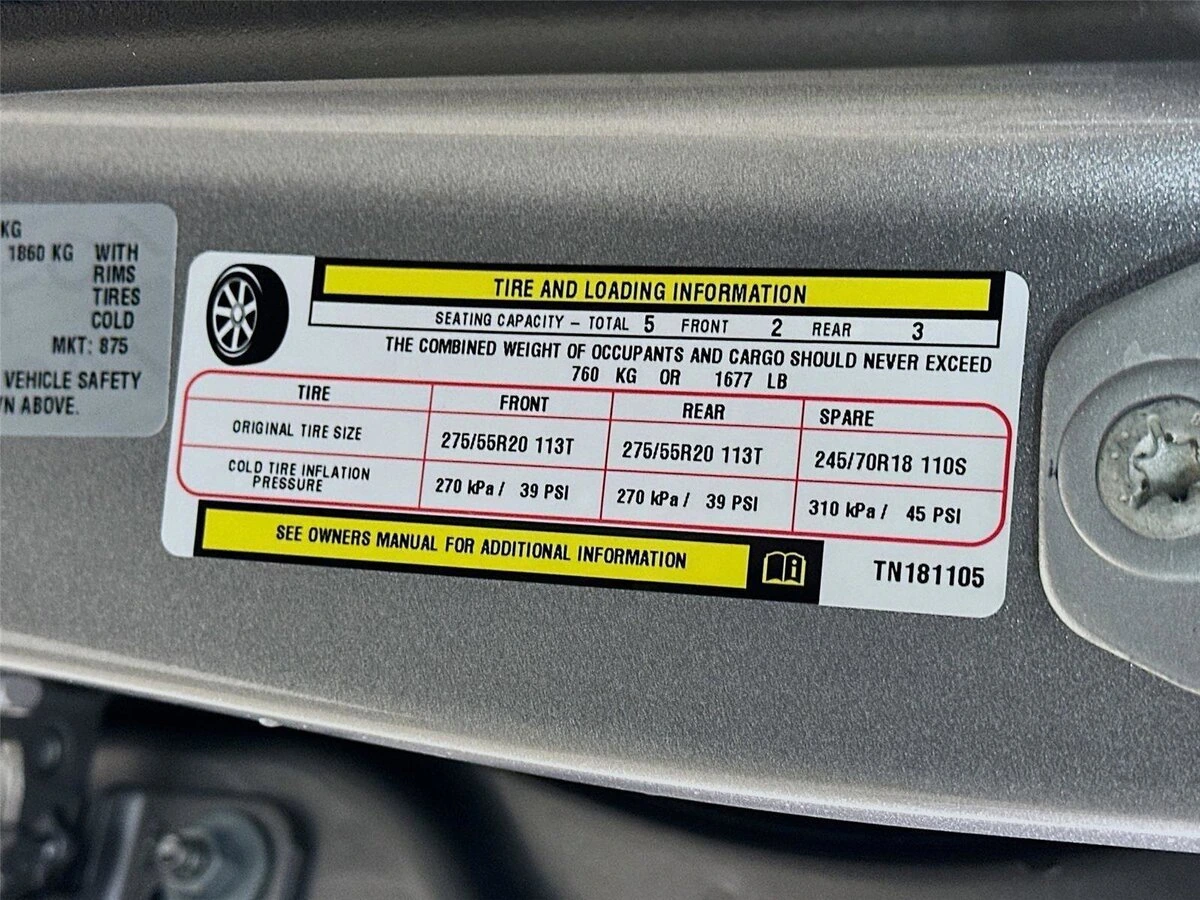 KG
1860 KG WITH
RIMS
TIRES
COLD
MKT: 875
VEHICLE SAFETY
N ABOVE.
TIRE AND LOADING INFORMATION
SEATING CAPACITY – TOTAL 5 FRONT 2 REAR 3
THE COMBINED WEIGHT OF OCCUPANTS AND CARGO SHOULD NEVER EXCEED
760 KG OR 1677 LB
TIRE FRONT REAR SPARE
ORIGINAL TIRE SIZE 275/55R20 113T 275/55R20 113T 245/70R18 110S
COLD TIRE INFLATION
PRESSURE 270 kPa / 39 PSI 270 kPa / 39 PSI 310 kPa / 45 PSI
SEE OWNERS MANUAL FOR ADDITIONAL INFORMATION
TN181105